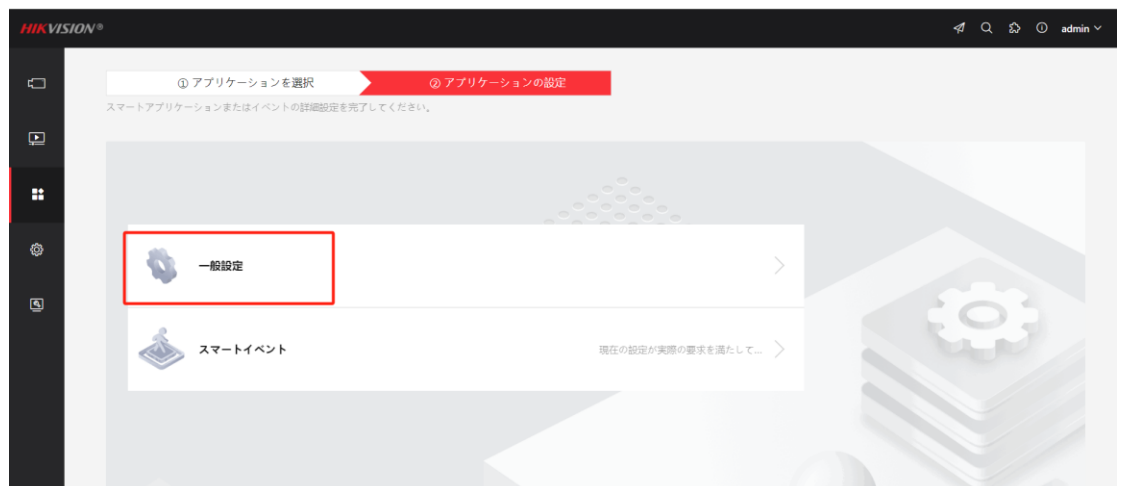 HIKVISION®
admin
① アプリケーションを選択
② アプリケーションの設定
スマートアプリケーションまたはイベントの詳細設定を完了してください。
一般設定
スマートイベント
現在の設定が実際の要求を満たして...